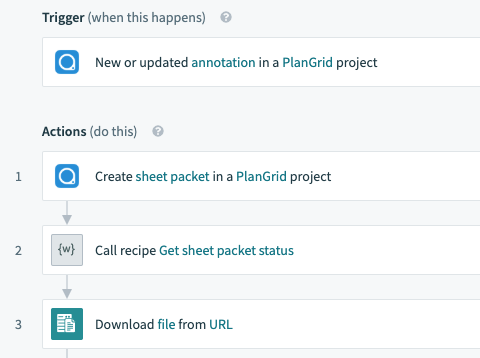 Trigger (when this happens) ?
New or updated annotation in a PlanGrid project
Actions (do this) ?
1 Create sheet packet in a PlanGrid project
2 {w} Call recipe Get sheet packet status
3 Download file from URL